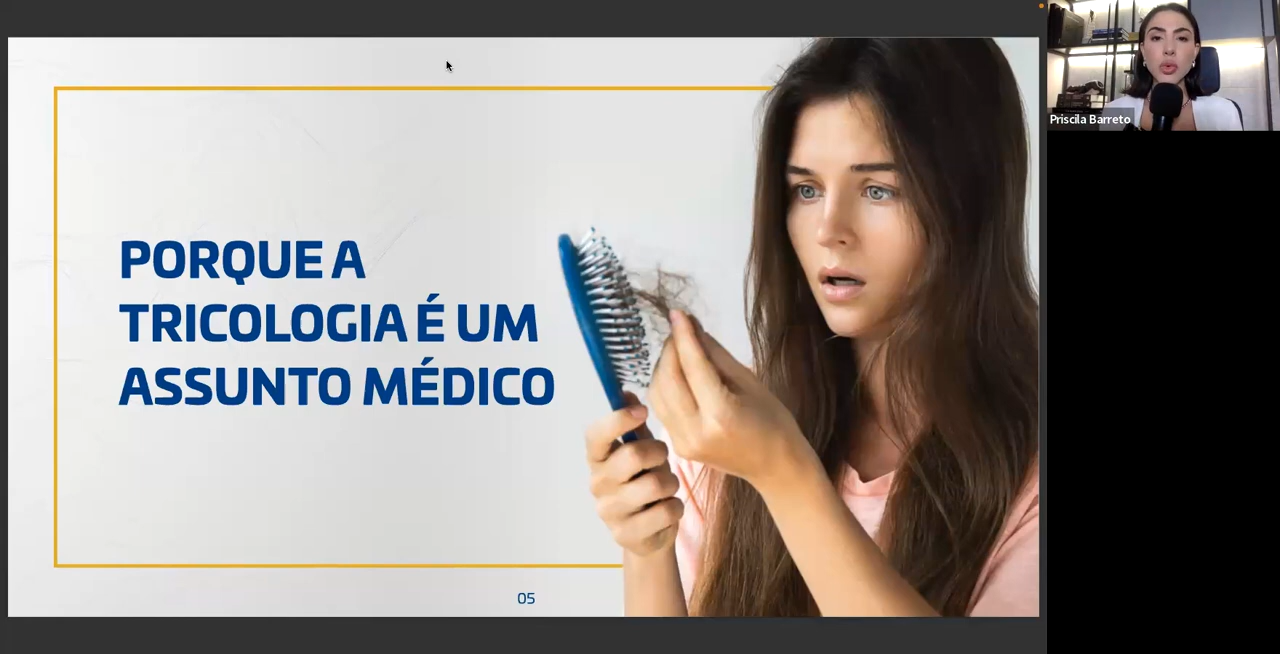 PORQUE A
TRICOLOGIA É UM
ASSUNTO MÉDICO
05
Priscila Barreto